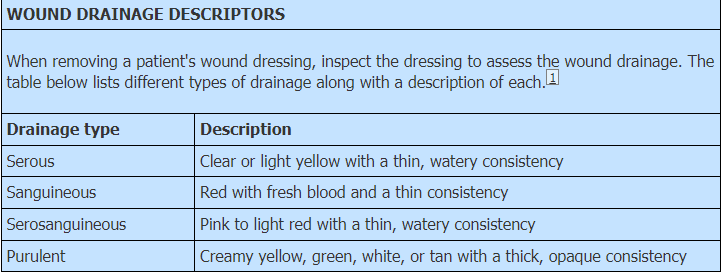 WOUND DRAINAGE DESCRIPTORS
When removing a patient's wound dressing, inspect the dressing to assess the wound drainage. The
table below lists different types of drainage along with a description of each.[1]
Drainage type Description
Serous Clear or light yellow with a thin, watery consistency
Sanguineous Red with fresh blood and a thin consistency
Serosanguineous Pink to light red with a thin, watery consistency
Purulent Creamy yellow, green, white, or tan with a thick, opaque consistency